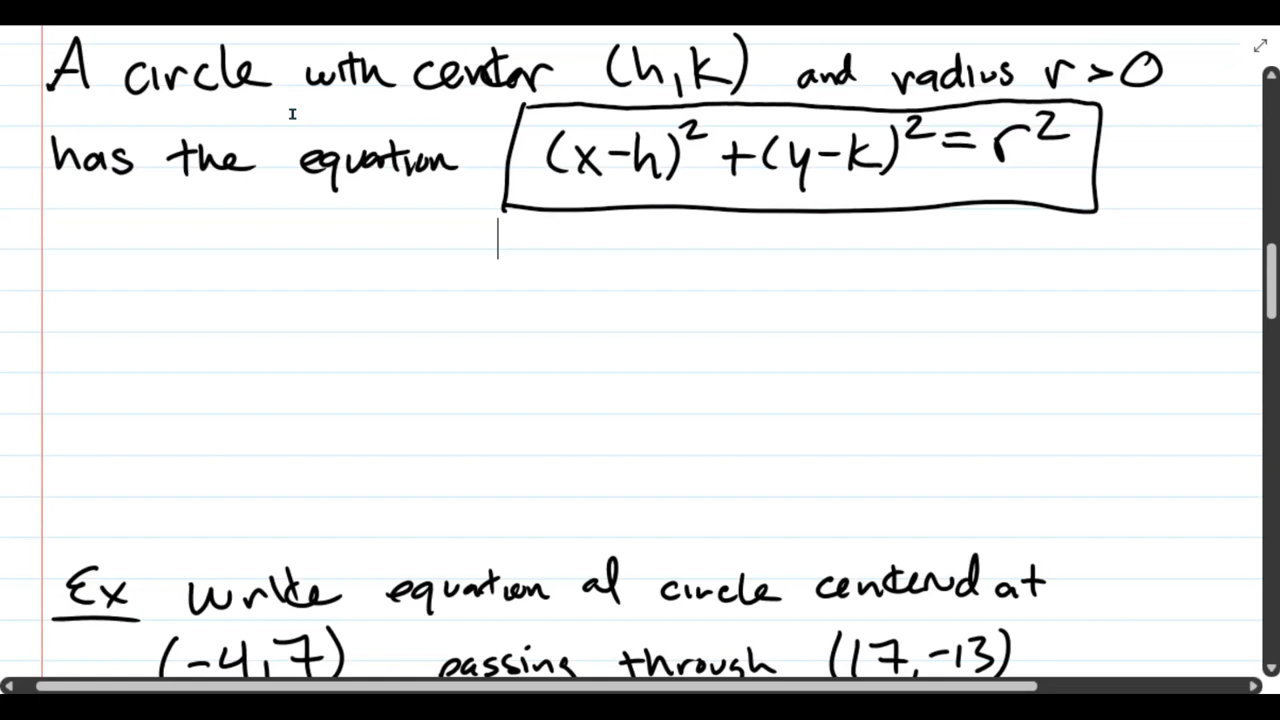 A circle with center (h,k) and radius r > 0
has the equation (x-h)² + (y-k)² = r²
Ex Write equation of circle centered at
(-4,7) passing through (17,-13)